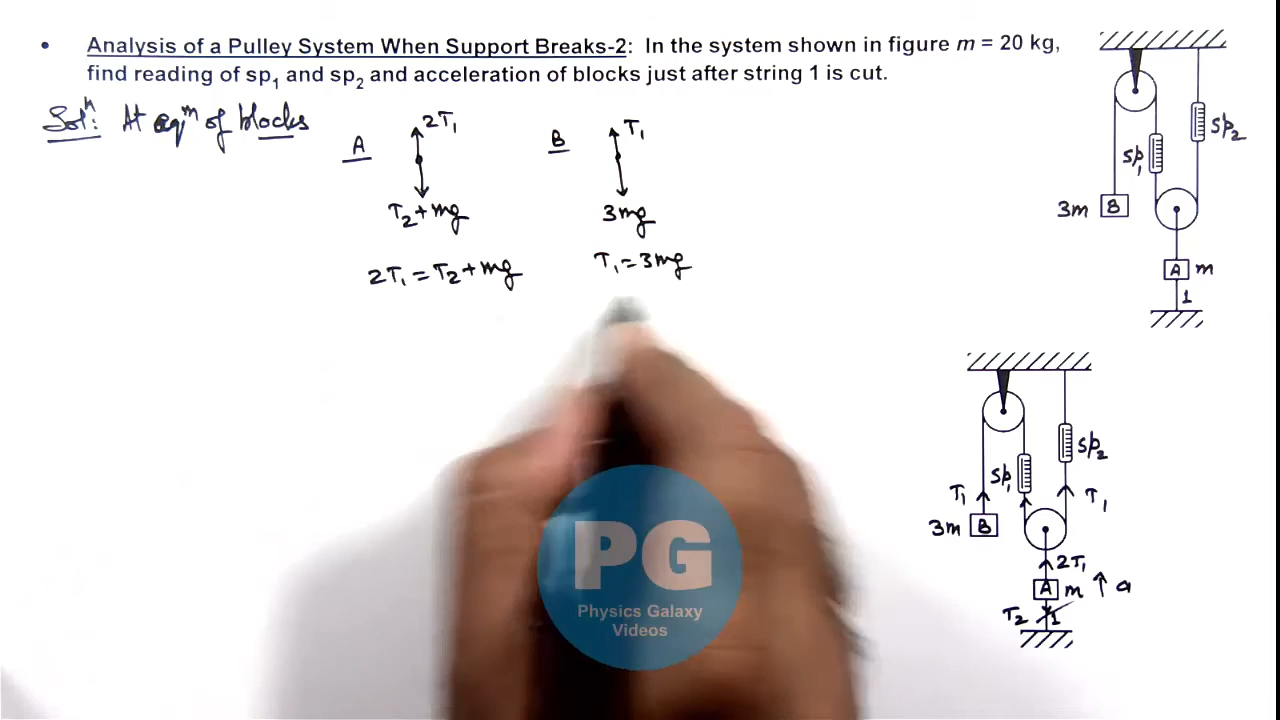 • Analysis of a Pulley System When Support Breaks-2: In the system shown in figure m = 20 kg,
find reading of sp₁ and sp₂ and acceleration of blocks just after string 1 is cut.
Solⁿ: At eqᵐ of blocks
A
2T₁
T₂+mg
2T₁ = T₂+mg
B
T₁
3mg
T₁ = 3mg
sp₁
sp₂
3m B
A m
1
sp₁
sp₂
T₁
T₁
3m B
2T₁
A m a
T₂ 1
PG
Physics Galaxy
Videos